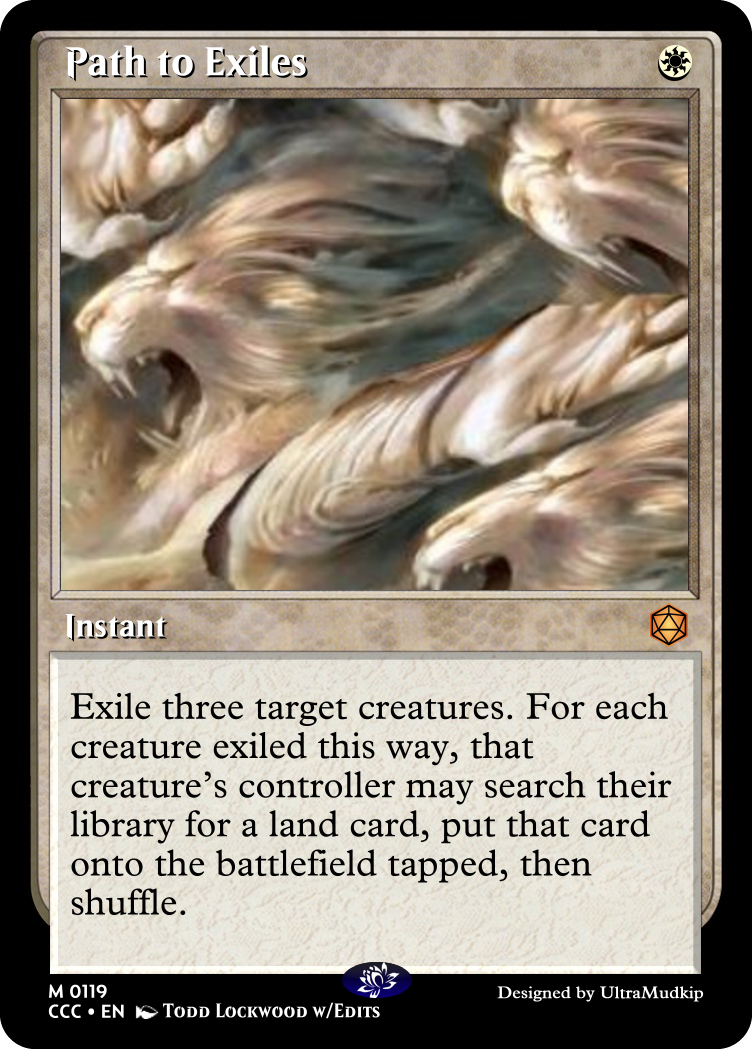 Path to Exiles
Instant
Exile three target creatures. For each
creature exiled this way, that
creature’s controller may search their
library for a land card, put that card
onto the battlefield tapped, then
shuffle.
M 0119
CCC • EN Todd Lockwood w/Edits
Designed by UltraMudkip